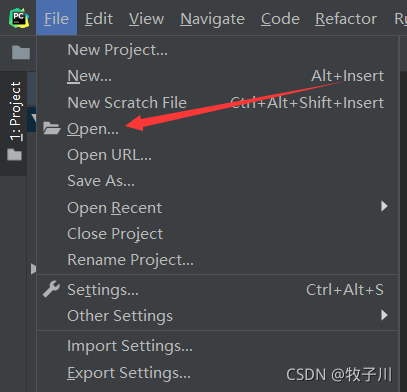 PC File Edit View Navigate Code Refactor
1: Project
New Project...
New... Alt+Insert
New Scratch File Ctrl+Alt+Shift+Insert
Open...
Open URL...
Save As...
Open Recent
Close Project
Rename Project...
Settings... Ctrl+Alt+S
Other Settings
Import Settings...
Export Settings...
CSDN @牧子川